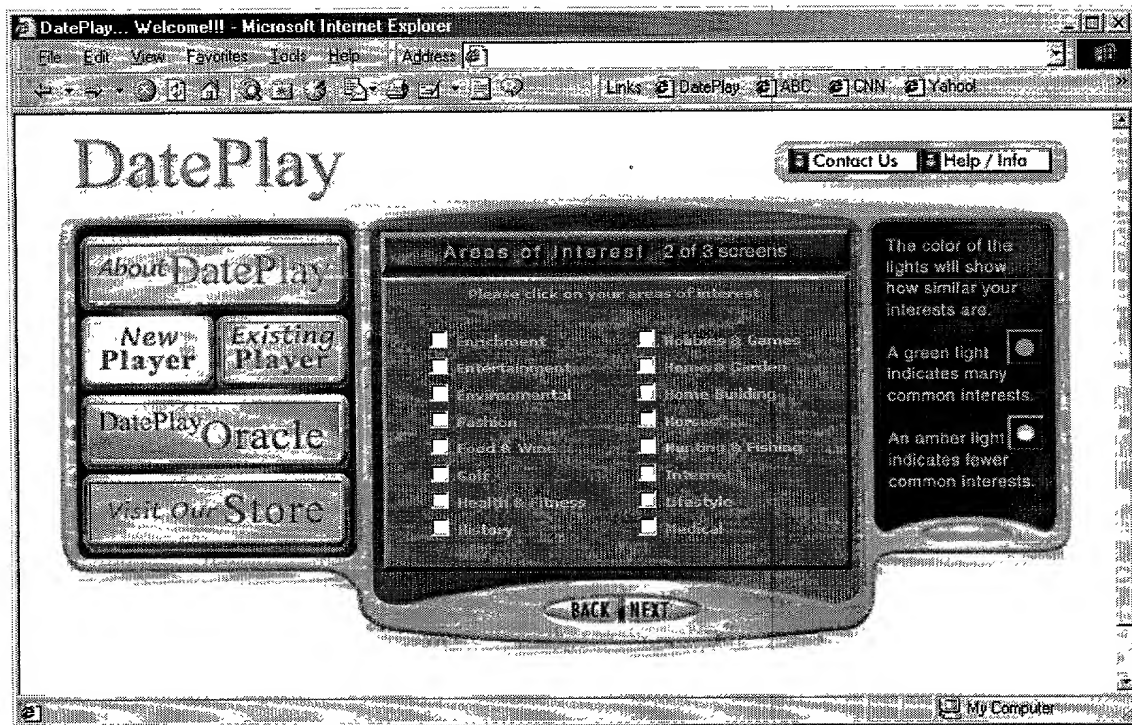 DatePlay... Welcome!!! - Microsoft Internet Explorer
File Edit View Favorites Tools Help Address
Links DatePlay ABC CNN Yahoo!
DatePlay
Contact Us Help / Info
About DatePlay
New Player
Existing Player
DatePlay Oracle
Visit Our Store
Areas of Interest 2 of 3 screens
Please click on your areas of interest
Enrichment
Entertainment
Environmental
Fashion
Food & Wine
Golf
Health & Fitness
History
Hobbies & Games
Home & Garden
Home Building
Horses
Hunting & Fishing
Internet
Lifestyle
Medical
BACK NEXT
The color of the
lights will show
how similar your
interests are.
A green light
indicates many
common interests.
An amber light
indicates fewer
common interests.
My Computer